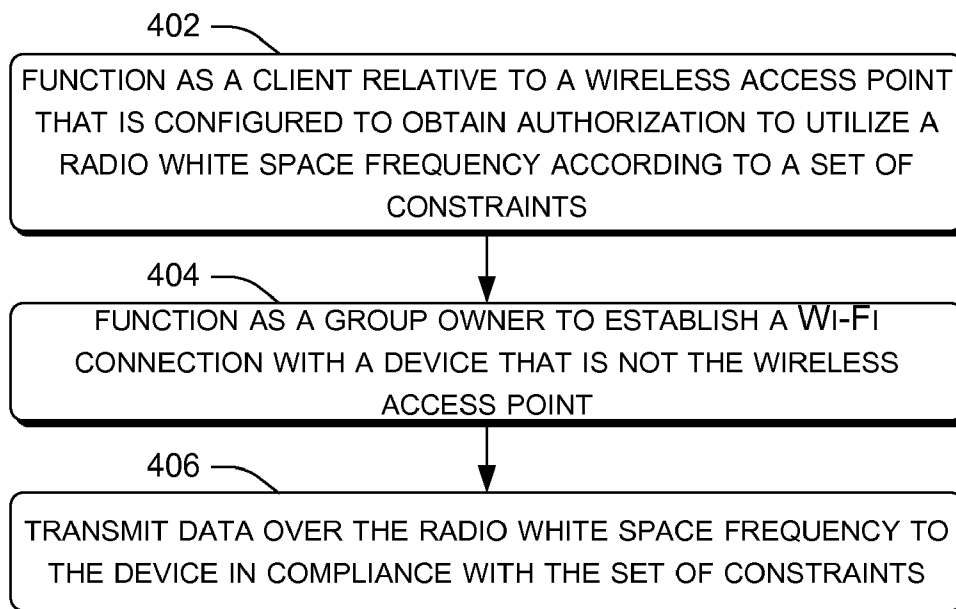 402
FUNCTION AS A CLIENT RELATIVE TO A WIRELESS ACCESS POINT
THAT IS CONFIGURED TO OBTAIN AUTHORIZATION TO UTILIZE A
RADIO WHITE SPACE FREQUENCY ACCORDING TO A SET OF
CONSTRAINTS
404
FUNCTION AS A GROUP OWNER TO ESTABLISH A WI-FI
CONNECTION WITH A DEVICE THAT IS NOT THE WIRELESS
ACCESS POINT
406
TRANSMIT DATA OVER THE RADIO WHITE SPACE FREQUENCY TO
THE DEVICE IN COMPLIANCE WITH THE SET OF CONSTRAINTS